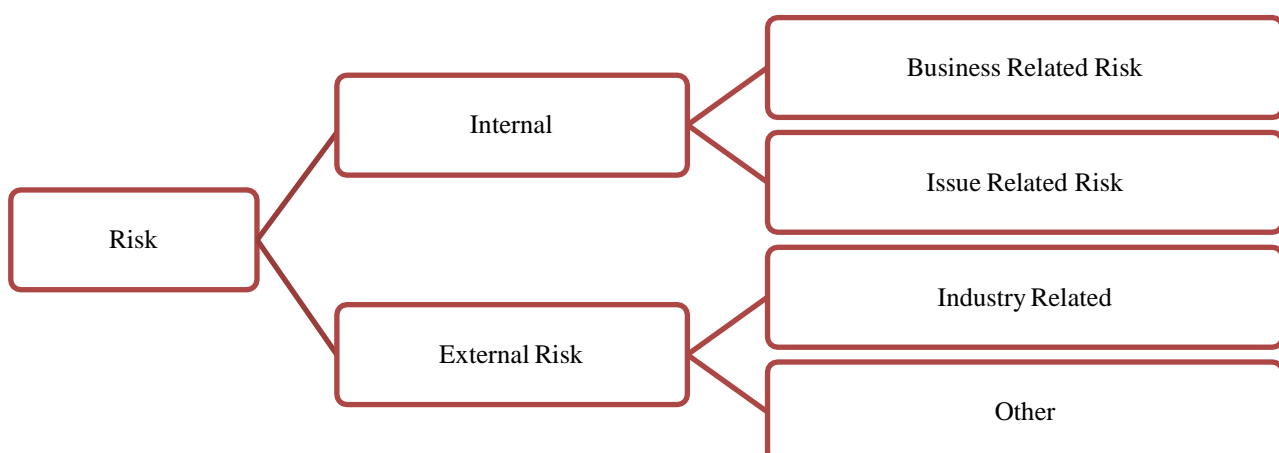 Risk
Internal
External Risk
Business Related Risk
Issue Related Risk
Industry Related
Other